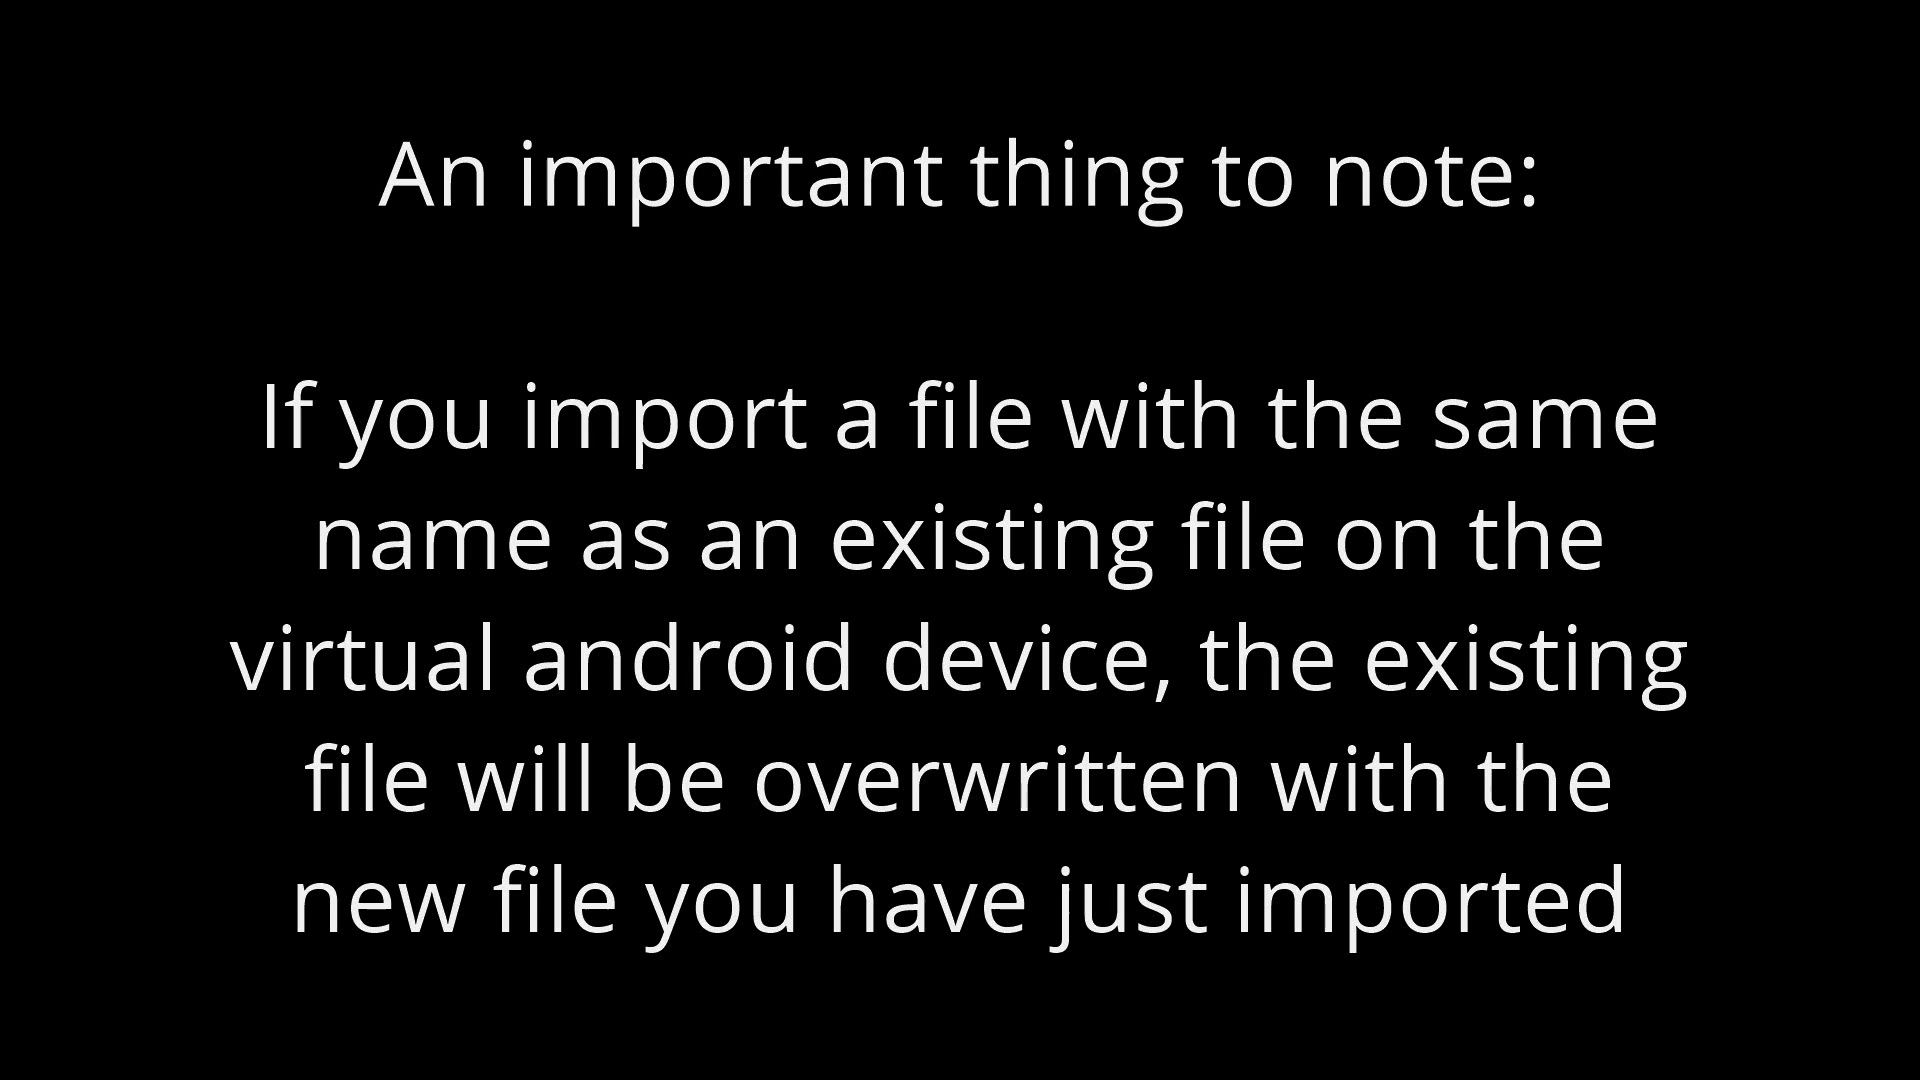 An important thing to note:
If you import a file with the same
name as an existing file on the
virtual android device, the existing
file will be overwritten with the
new file you have just imported